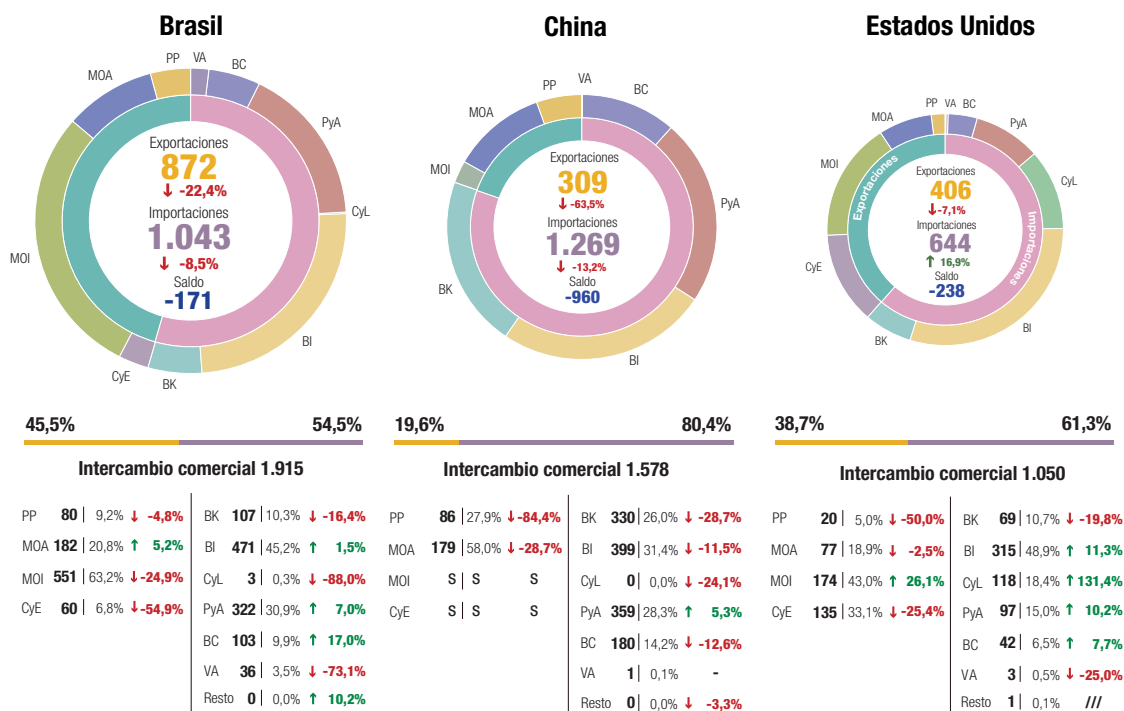 Brasil
PP
VA
BC
MOA
PyA
Exportaciones
872
↓ -22,4%
Importaciones
1.043
↓ -8,5%
Saldo
-171
CyL
MOI
BI
CyE
BK
45,5% 54,5%
Intercambio comercial 1.915
PP 80 9,2% ↓ -4,8%
MOA 182 20,8% ↑ 5,2%
MOI 551 63,2% ↓ -24,9%
CyE 60 6,8% ↓ -54,9%
BK 107 10,3% ↓ -16,4%
BI 471 45,2% ↑ 1,5%
CyL 3 0,3% ↓ -88,0%
PyA 322 30,9% ↑ 7,0%
BC 103 9,9% ↑ 17,0%
VA 36 3,5% ↓ -73,1%
Resto 0 0,0% ↑ 10,2%
China
PP
VA
BC
MOA
Exportaciones
309
↓ -63,5%
Importaciones
1.269
↓ -13,2%
Saldo
-960
MOI
PyA
BK
BI
19,6% 80,4%
Intercambio comercial 1.578
PP 86 27,9% ↓ -84,4%
MOA 179 58,0% ↓ -28,7%
MOI S S S
CyE S S S
BK 330 26,0% ↓ -28,7%
BI 399 31,4% ↓ -11,5%
CyL 0 0,0% ↓ -24,1%
PyA 359 28,3% ↑ 5,3%
BC 180 14,2% ↓ -12,6%
VA 1 0,1% -
Resto 0 0,0% ↓ -3,3%
Estados Unidos
PP
VA
BC
MOA
PyA
MOI
CyL
Exportaciones
Importaciones
Exportaciones
406
↓ -7,1%
Importaciones
644
↑ 16,9%
Saldo
-238
CyE
BK
BI
38,7% 61,3%
Intercambio comercial 1.050
PP 20 5,0% ↓ -50,0%
MOA 77 18,9% ↓ -2,5%
MOI 174 43,0% ↑ 26,1%
CyE 135 33,1% ↓ -25,4%
BK 69 10,7% ↓ -19,8%
BI 315 48,9% ↑ 11,3%
CyL 118 18,4% ↑ 131,4%
PyA 97 15,0% ↑ 10,2%
BC 42 6,5% ↑ 7,7%
VA 3 0,5% ↓ -25,0%
Resto 1 0,1% ///